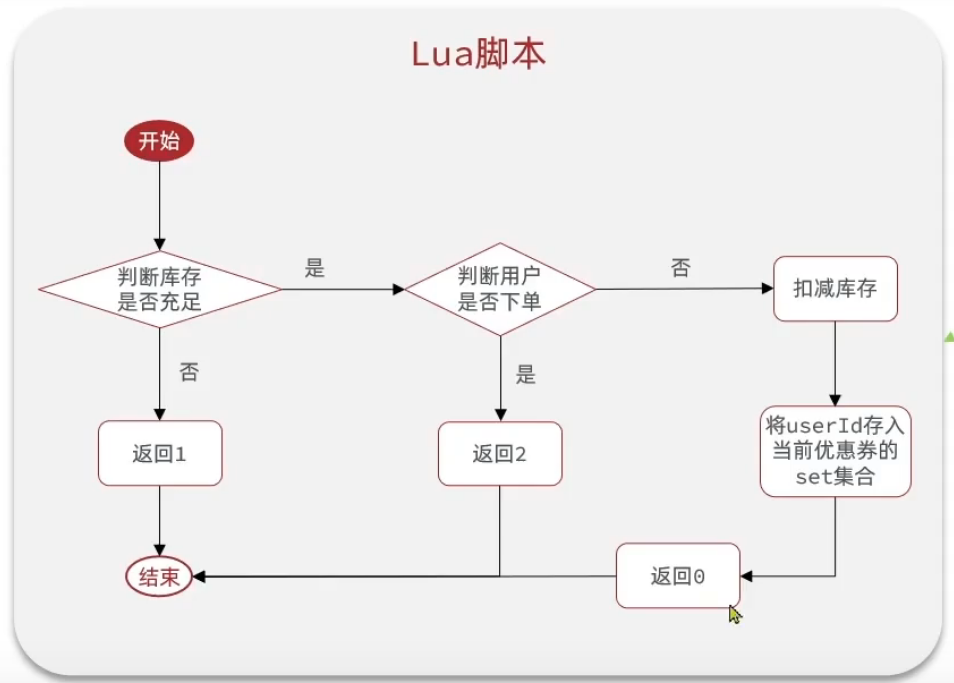 Lua脚本
开始
判断库存
是否充足
是
判断用户
是否下单
否
扣减库存
否
是
返回1
返回2
将userId存入
当前优惠券的
set集合
结束
返回0